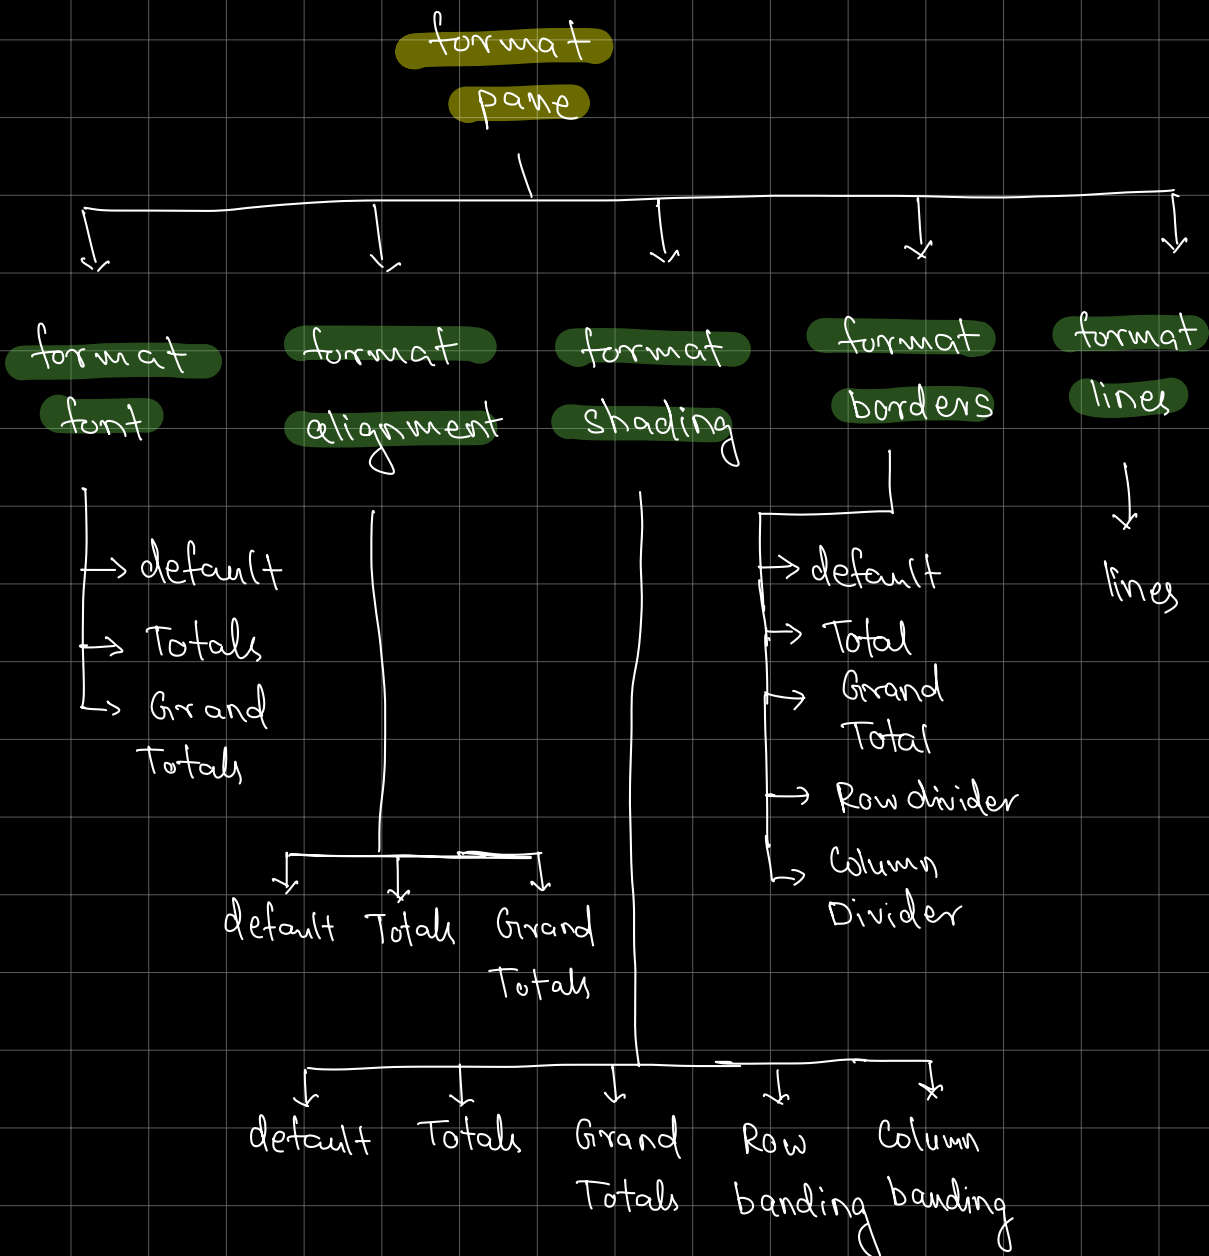 format
pane
format
font
format
alignment
format
shading
format
borders
format
lines
default
Totals
Grand
Totals
default
Totals
Grand
Totals
default
Totals
Grand
Totals
Row
banding
Column
banding
default
Total
Grand
Total
Row divider
Column
Divider
lines